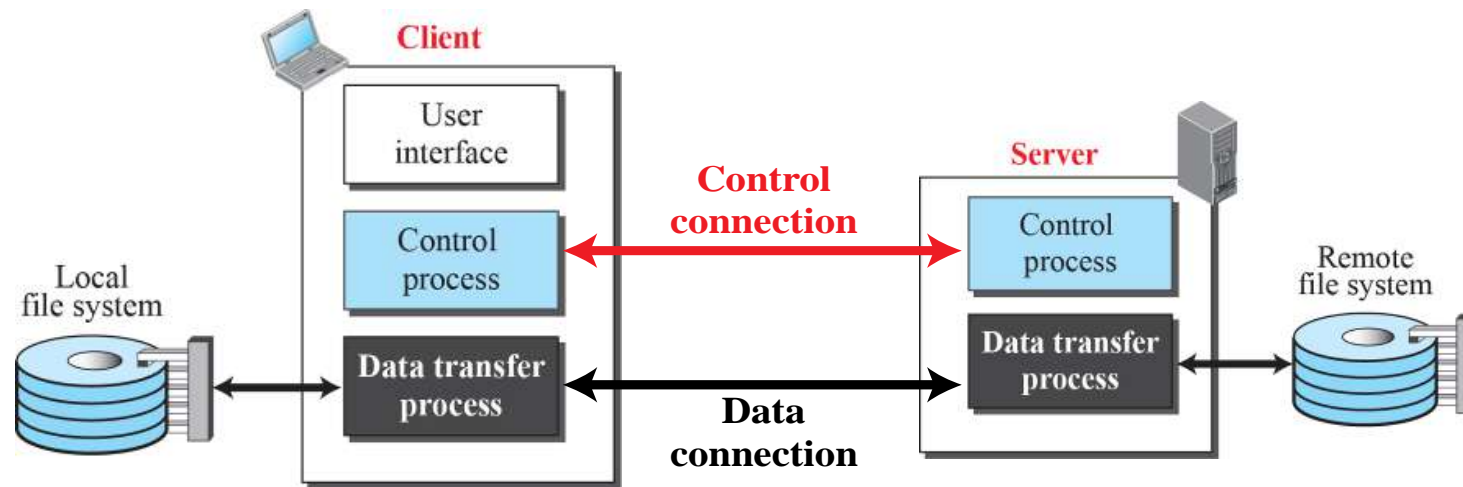 Client
User
interface
Control
process
Data transfer
process
Local
file system
Control
connection
Data
connection
Server
Control
process
Data transfer
process
Remote
file system